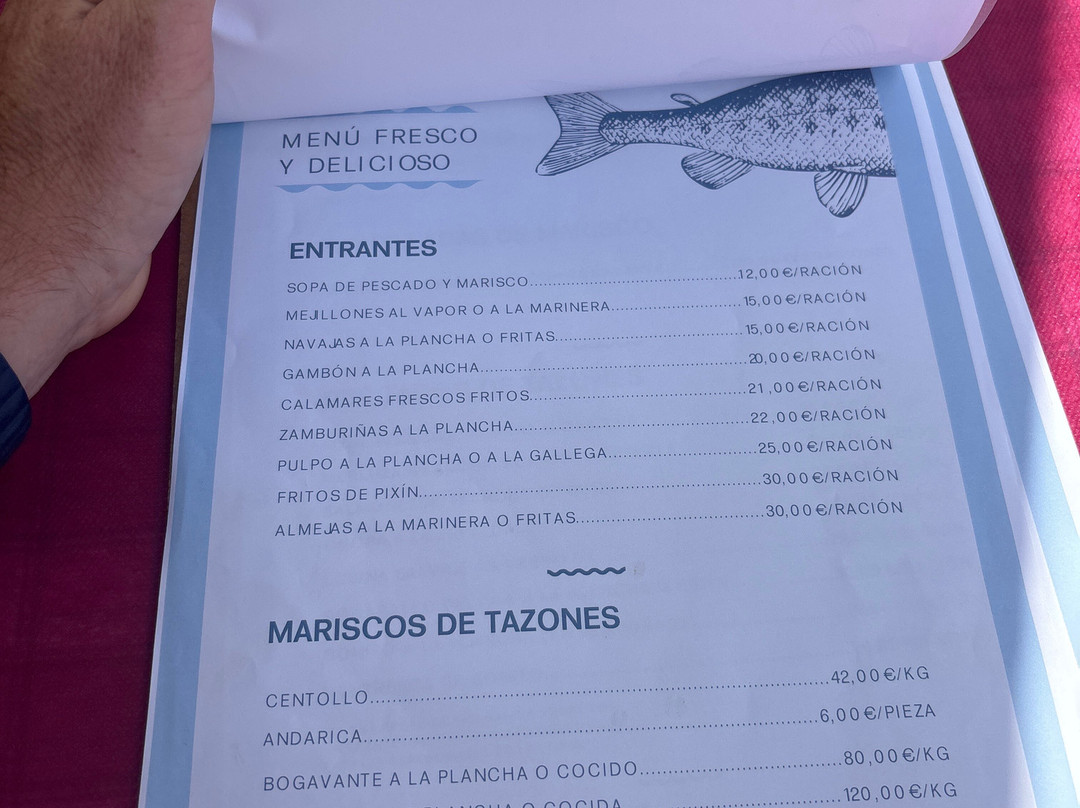 MENÚ FRESCO
Y DELICIOSO
ENTRANTES
SOPA DE PESCADO Y MARISCO..........12,00€/RACIÓN
MEJILLONES AL VAPOR O A LA MARINERA..........15,00€/RACIÓN
NAVAJAS A LA PLANCHA O FRITAS..........15,00€/RACIÓN
GAMBÓN A LA PLANCHA..........20,00€/RACIÓN
CALAMARES FRESCOS FRITOS..........21,00€/RACIÓN
ZAMBURIÑAS A LA PLANCHA..........22,00€/RACIÓN
PULPO A LA PLANCHA O A LA GALLEGA..........25,00€/RACIÓN
FRITOS DE PIXÍN..........30,00€/RACIÓN
ALMEJAS A LA MARINERA O FRITAS..........30,00€/RACIÓN
MARISCOS DE TAZONES
CENTOLLO..........42,00€/KG
ANDARICA..........6,00€/PIEZA
BOGAVANTE A LA PLANCHA O COCIDO..........80,00€/KG
PLANCHA O COCIDA..........120,00€/KG